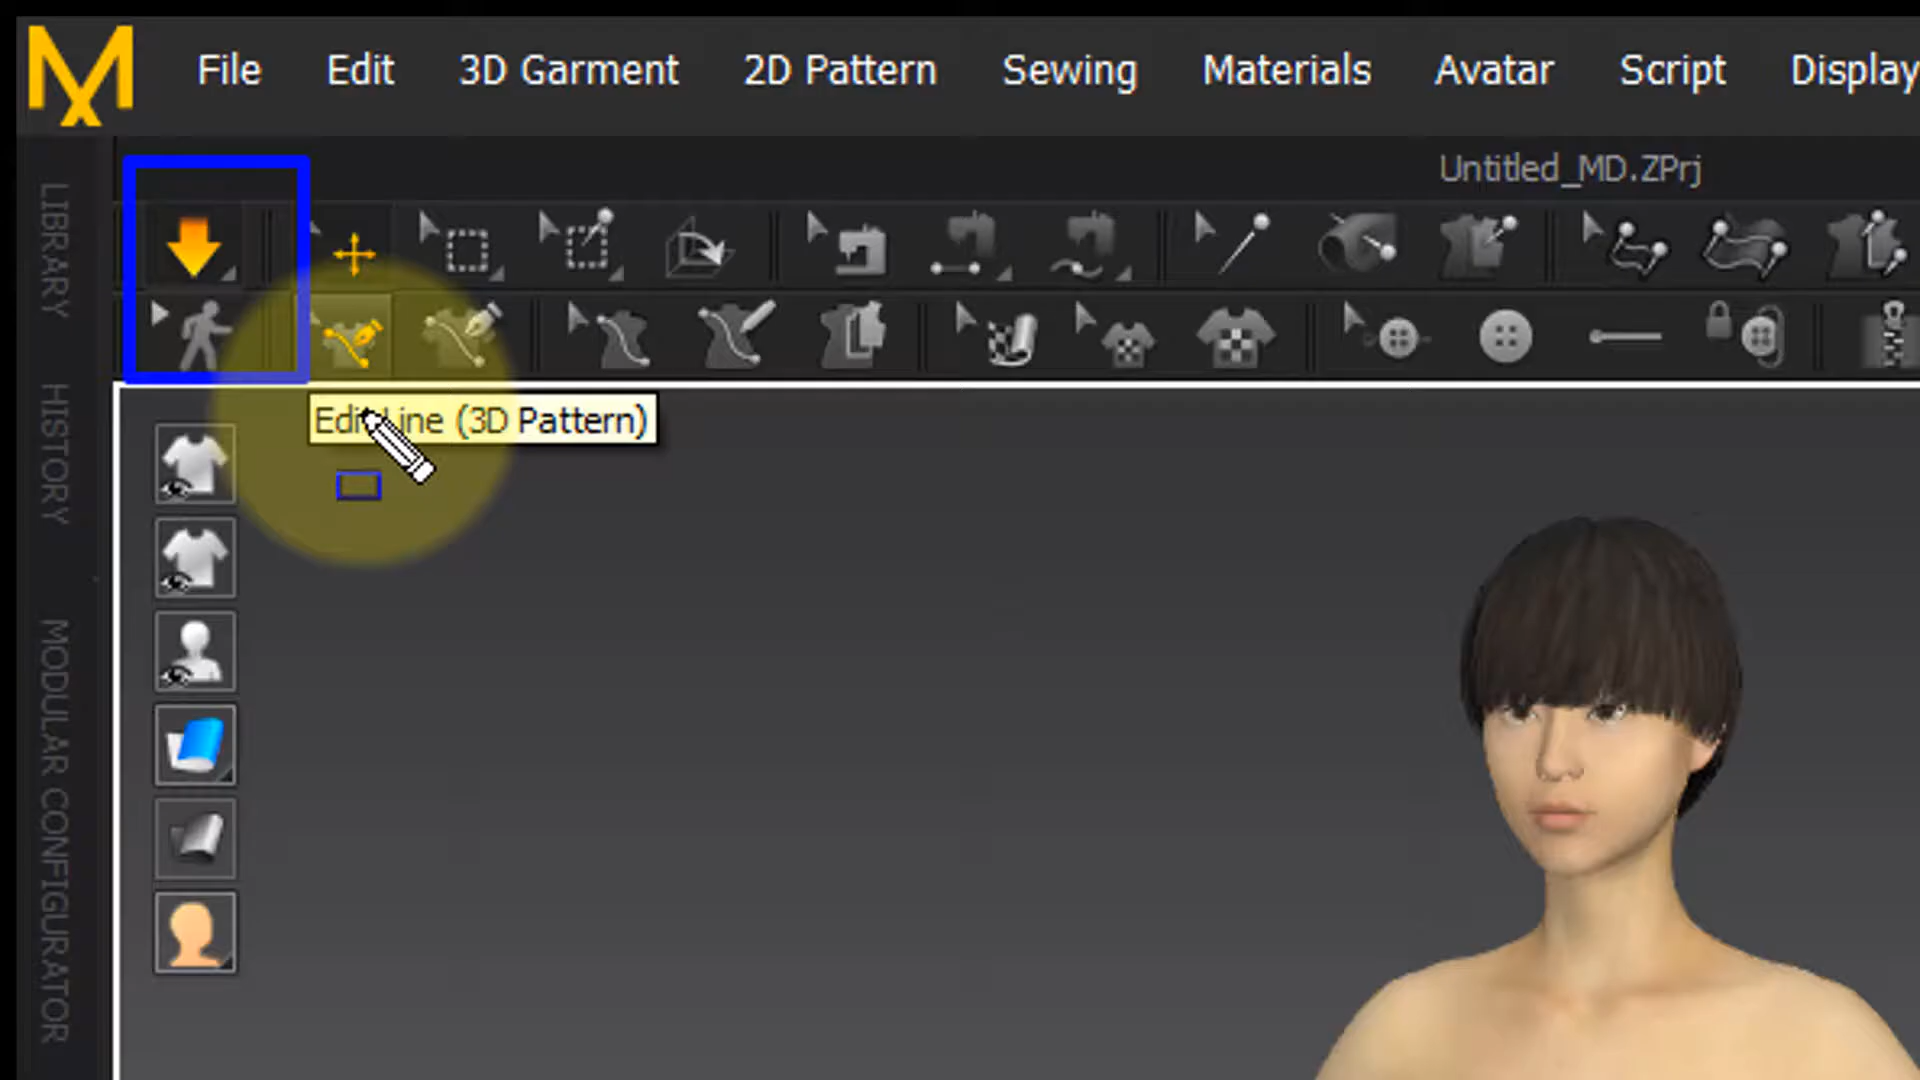 File Edit 3D Garment 2D Pattern Sewing Materials Avatar Script Display
Untitled_MD.ZPrj
LIBRARY
HISTORY
MODULAR CONFIGURATOR
Edit Line (3D Pattern)